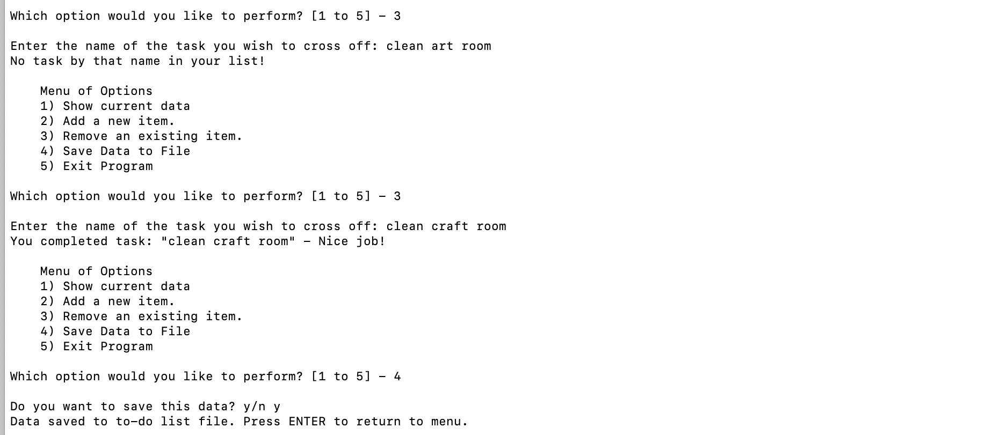 Which option would you like to perform? [1 to 5] – 3
Enter the name of the task you wish to cross off: clean art room
No task by that name in your list!
Menu of Options
1) Show current data
2) Add a new item.
3) Remove an existing item.
4) Save Data to File
5) Exit Program
Which option would you like to perform? [1 to 5] – 3
Enter the name of the task you wish to cross off: clean craft room
You completed task: "clean craft room" – Nice job!
Menu of Options
1) Show current data
2) Add a new item.
3) Remove an existing item.
4) Save Data to File
5) Exit Program
Which option would you like to perform? [1 to 5] – 4
Do you want to save this data? y/n y
Data saved to to–do list file. Press ENTER to return to menu.